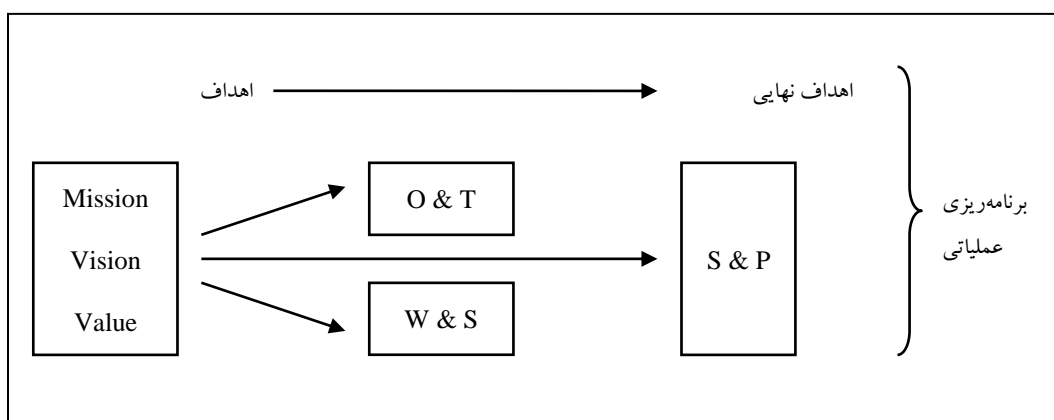 اهداف
اهداف نهایی
Mission
Vision
Value
O & T
W & S
S & P
برنامه‌ریزی
عملیاتی